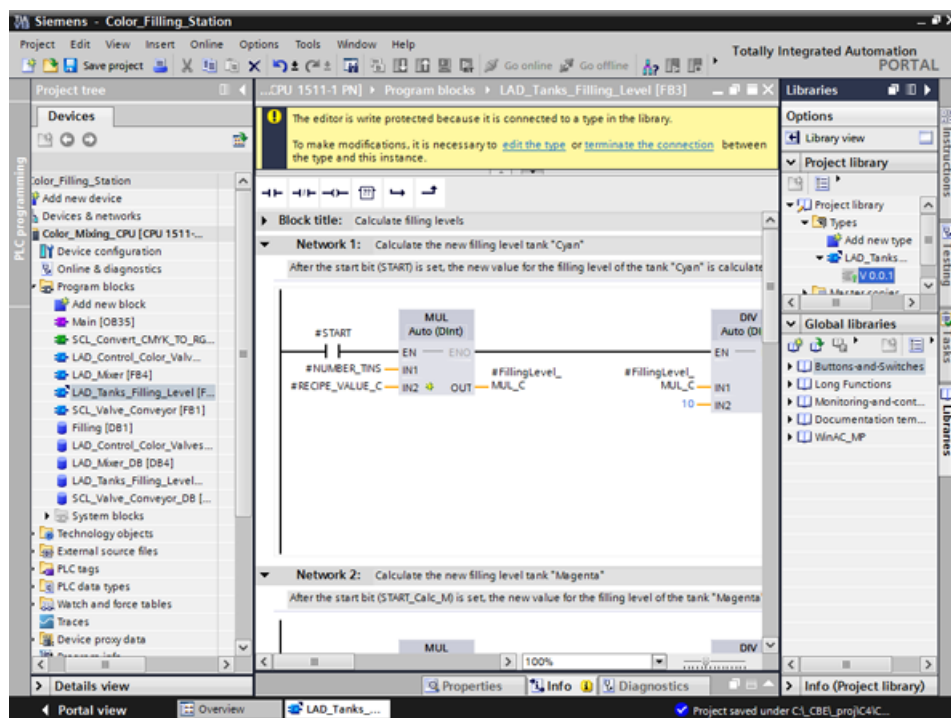 Siemens - Color_Filling_Station
Project Edit View Insert Online Options Tools Window Help
Save project
Go online
Go offline
Totally Integrated Automation
PORTAL
Project tree
Devices
Color_Filling_Station
Add new device
Devices & networks
Color_Mixing_CPU [CPU 1511-...
Device configuration
Online & diagnostics
Program blocks
Add new block
Main [OB35]
SCL_Convert_CMYK_TO_RG...
LAD_Control_Color_Valv...
LAD_Mixer [FB4]
LAD_Tanks_Filling_Level [F...
SCL_Valve_Conveyor [FB1]
Filling [DB1]
LAD_Control_Color_Valves...
LAD_Mixer_DB [DB4]
LAD_Tanks_Filling_Level...
SCL_Valve_Conveyor_DB [...
System blocks
Technology objects
External source files
PLC tags
PLC data types
Watch and force tables
Traces
Device proxy data
Program info
Details view
Portal view
PLC programming
...CPU 1511-1 PN] Program blocks LAD_Tanks_Filling_Level [FB3]
The editor is write protected because it is connected to a type in the library.
To make modifications, it is necessary to edit the type or terminate the connection between
the type and this instance.
Block title: Calculate filling levels
Network 1: Calculate the new filling level tank "Cyan"
After the start bit (START) is set, the new value for the filling level of the tank "Cyan" is calculate
MUL
Auto (DInt)
#START
EN ENO
#NUMBER_TINS IN1
#RECIPE_VALUE_C IN2 OUT
#FillingLevel_
MUL_C
DIV
Auto (DI
EN
#FillingLevel_
MUL_C IN1
10 IN2
Network 2: Calculate the new filling level tank "Magenta"
After the start bit (START_Calc_M) is set, the new value for the filling level of the tank "Magenta
MUL
DIV
100%
Properties
Info
Diagnostics
Overview
LAD_Tanks_...
Project saved under C:\_CBE\_proj\C4\C...
Libraries
Options
Library view
Project library
Project library
Types
Add new type
LAD_Tanks...
V 0.0.1
Master copies
Global libraries
Buttons-and-Switches
Long Functions
Monitoring-and-cont...
Documentation tem...
WinAC_MP
Info (Project library)
Instructions
Testing
Tasks
Libraries